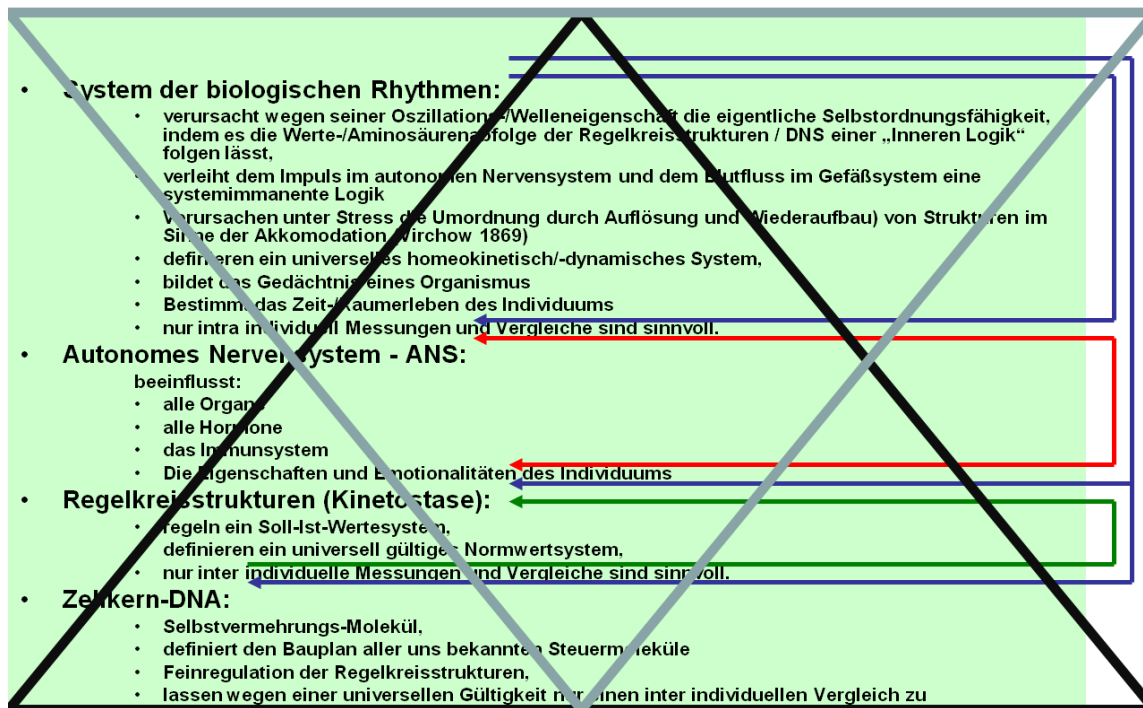 • System der biologischen Rhythmen:
• verursacht wegen seiner Oszillations-/Welleneigenschaft die eigentliche Selbstordnungsfähigkeit,
indem es die Werte-/Aminosäurenabfolge der Regelkreisstrukturen / DNS einer „Inneren Logik“
folgen lässt,
• verleiht dem Impuls im autonomen Nervensystem und dem Blutfluss im Gefäßsystem eine
systemimmanente Logik
• Verursachen unter Stress die Umordnung durch Auflösung und Wiederaufbau) von Strukturen im
Sinne der Akkomodation (Virchow 1869)
• definieren ein universelles homeokinetisch/-dynamisches System,
• bildet das Gedächtnis eines Organismus
• Bestimmt das Zeit-/Raumerleben des Individuums
• nur intra individuell Messungen und Vergleiche sind sinnvoll.
• Autonomes Nervensystem - ANS:
beeinflusst:
• alle Organe
• alle Hormone
• das Immunsystem
• Die Eigenschaften und Emotionalitäten des Individuums
• Regelkreisstrukturen (Kinetostase):
• regeln ein Soll-Ist-Wertesystem,
definieren ein universell gültiges Normwertsystem,
• nur inter individuelle Messungen und Vergleiche sind sinnvoll.
• Zellkern-DNA:
• Selbstvermehrungs-Molekül,
• definiert den Bauplan aller uns bekannten Steuermoleküle
• Feinregulation der Regelkreisstrukturen,
• lassen wegen einer universellen Gültigkeit nur einen inter individuellen Vergleich zu